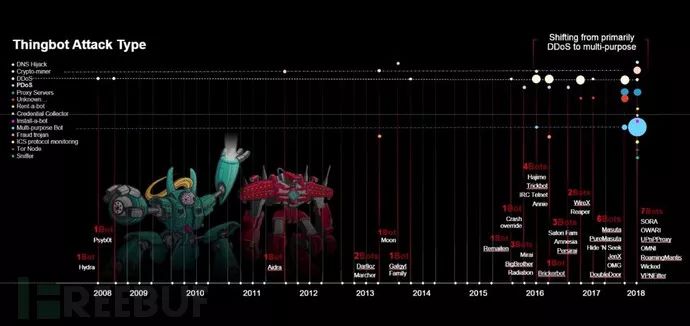 Thingbot Attack Type
Shifting from primarily
DDoS to multi-purpose
DNS Hijack
Crypto-miner
DDoS
PDoS
Proxy Servers
Unknown...
Rent-a-bot
Credential Collector
Install-a-bot
Multi-purpose Bot
Fraud trojan
ICS protocol monitoring
Tor Node
Sniffer
1Bot
Hydra
1Bot
PsybIX
1Bot
Aidra
2Bots
Darlloz
Marcher
1Bot
Gafgyt
Family
1Bot
Moon
1Bot
Remaiten
1Bot
Crash
override
3Bots
Mirai
BigBrother
Radiation
4Bots
Hajime
Trickbot
IRC Telnet
Annie
1Bot
Brickerbot
3Bots
Satori Fam
Amnesia
Persirai
2Bots
WireX
Reaper
6Bots
Masuta
PureMasuta
Hide 'N Seek
JenX
OMG
DoubleDoor
7Bots
SORA
OWARI
UPnPProxy
OMNI
RoamingMantis
Wicked
VPNFilter
2008 2009 2010 2011 2012 2013 2014 2015 2016 2017 2018
FREEBUF